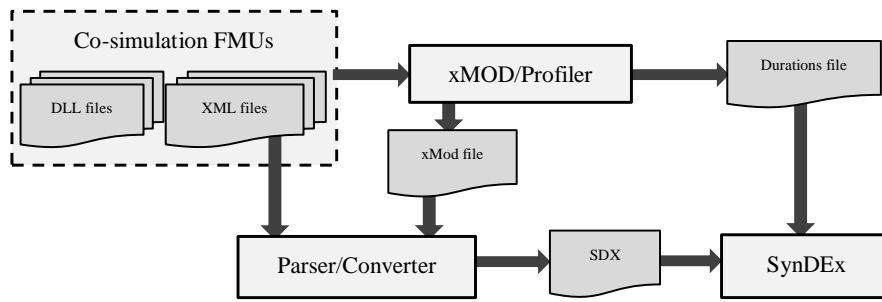 Co-simulation FMUs
DLL files
XML files
xMOD/Profiler
Durations file
xMod file
Parser/Converter
SDX
SynDEx